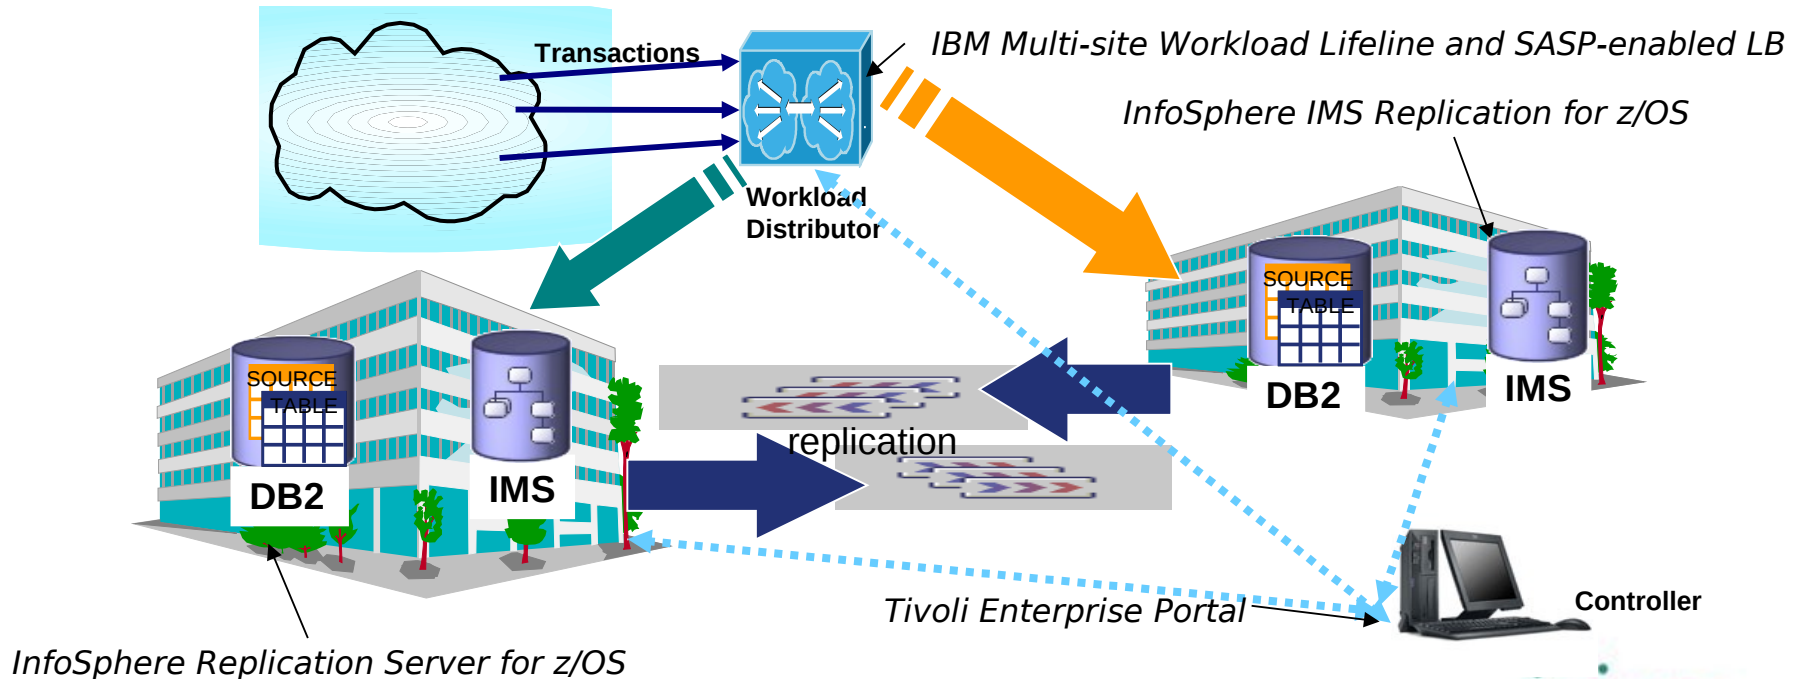 Transactions
IBM Multi-site Workload Lifeline and SASP-enabled LB
InfoSphere IMS Replication for z/OS
Workload
Distributor
SOURCE
TABLE
DB2
IMS
SOURCE
TABLE
DB2
IMS
replication
Tivoli Enterprise Portal
Controller
InfoSphere Replication Server for z/OS